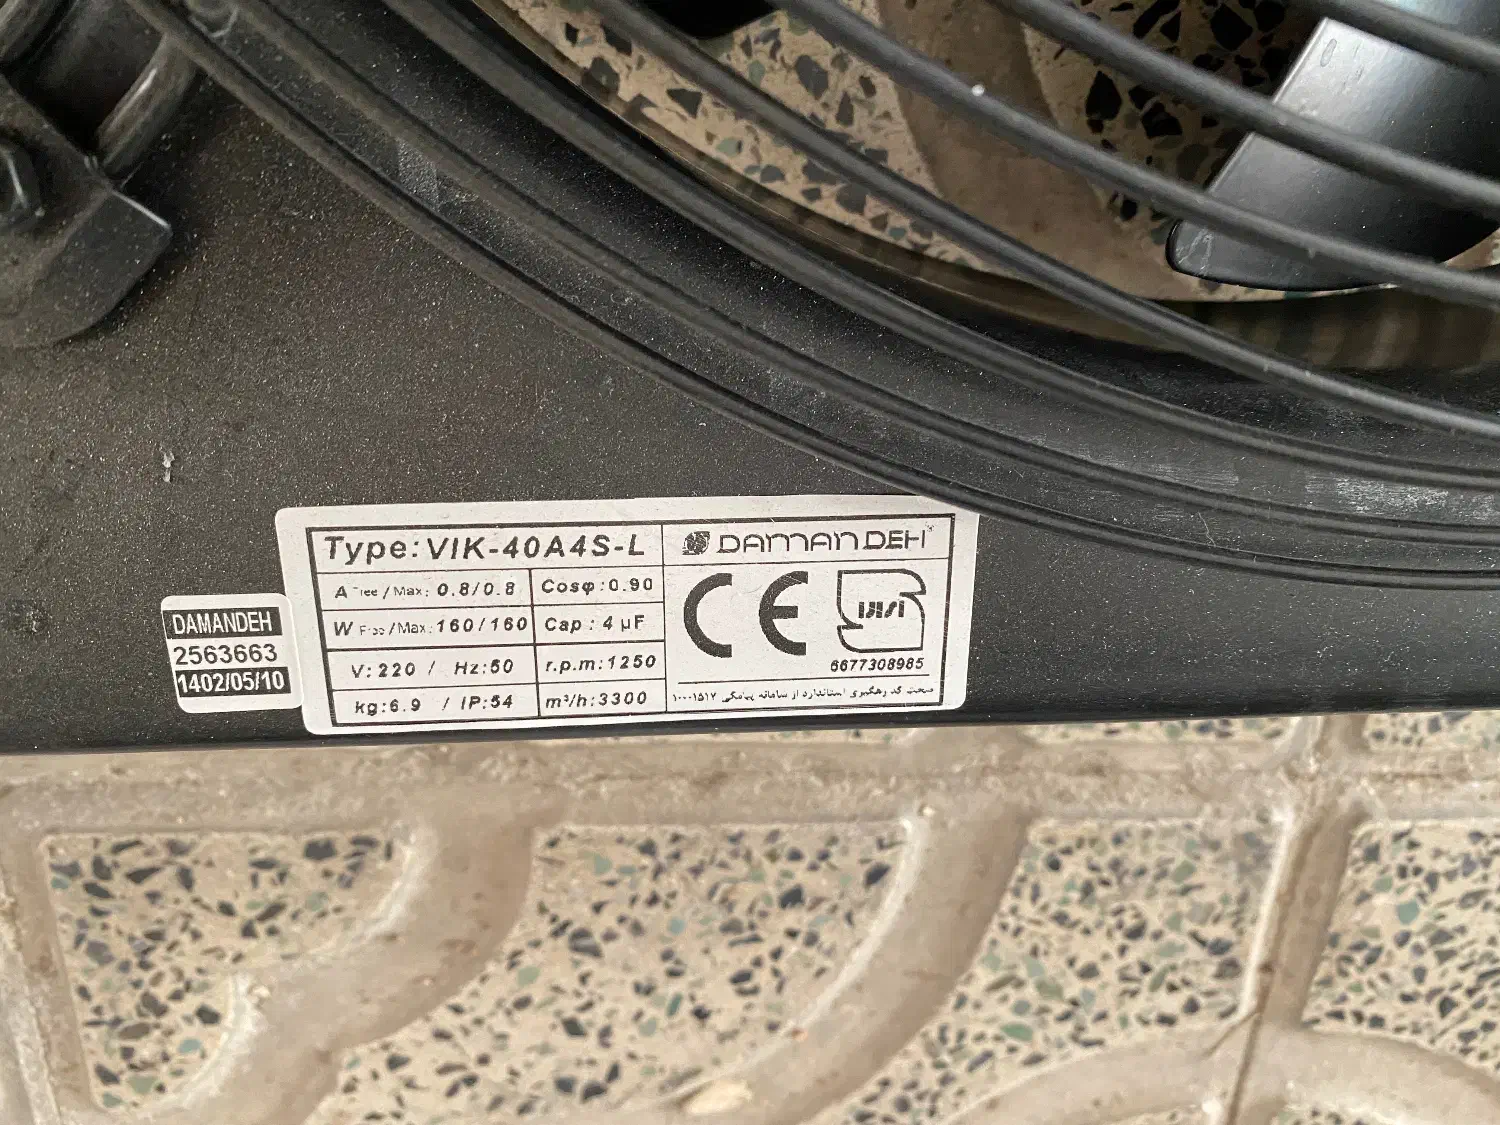 Type: VIK-40A4S-L
A Free / Max: 0.8/0.8
Cosφ: 0.90
W Free/Max: 160/160
Cap: 4 µF
V: 220 / Hz: 50
r.p.m: 1250
kg: 6.9 / IP: 54
m³/h: 3300
DAMANDEH
CE
6677308985
صحت کد رهگیری استاندارد از سامانه پیامکی ۱۰۰۰۱۵۱۷
DAMANDEH
2563663
1402/05/10